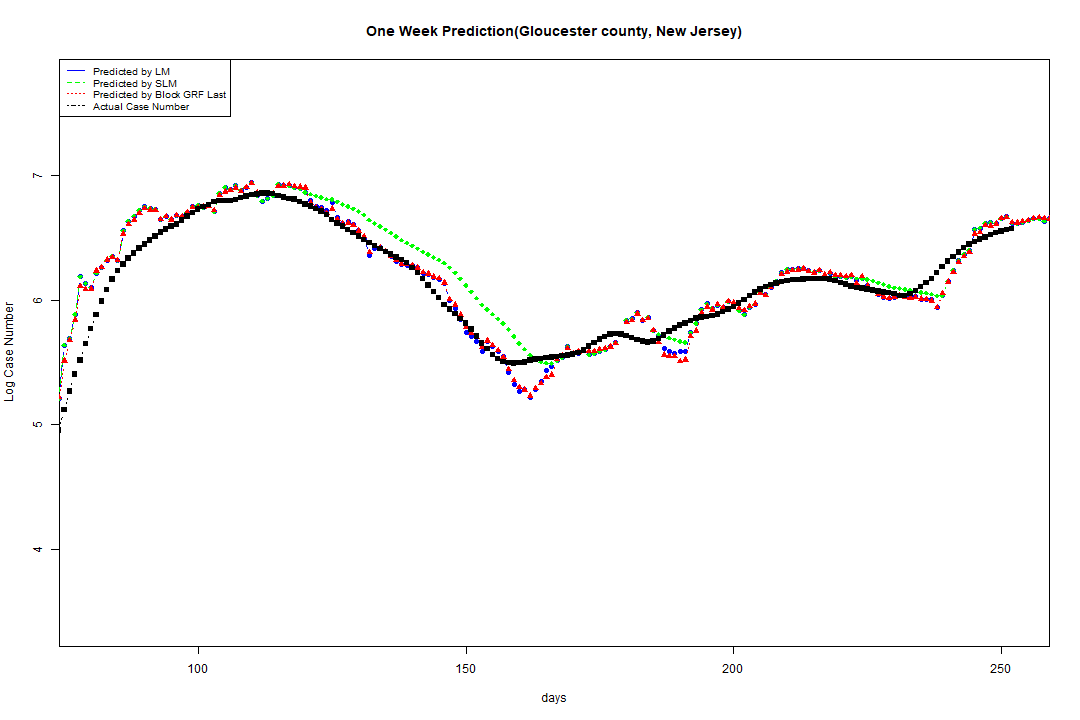 One Week Prediction(Gloucester county, New Jersey)
Predicted by LM
Predicted by SLM
Predicted by Block GRF Last
Actual Case Number
7
6
5
4
Log Case Number
100 150 200 250
days